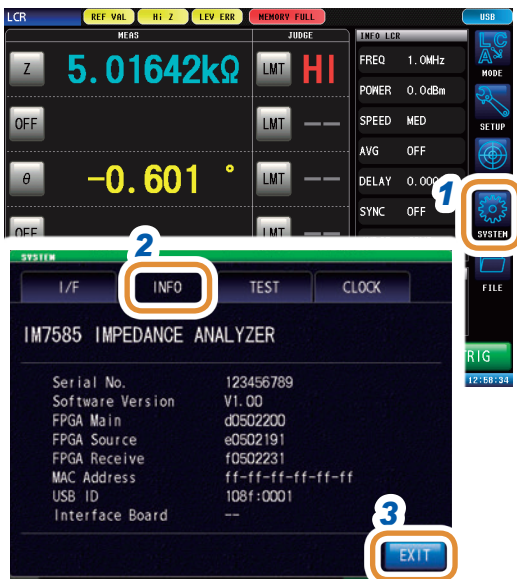 LCR REF VAL Hi Z LEV ERR MEMORY FULL USB
MEAS JUDGE INFO LCR
Z 5.01642kΩ LMT HI FREQ 1.0MHz
LCA MODE
POWER 0.0dBm
OFF LMT -- SPEED MED
SETUP
AVG OFF
θ -0.601 ° LMT -- DELAY 0.000
1
SYNC OFF
OFF LMT
SYSTEM
2
SYSTEM
I/F INFO TEST CLOCK
FILE
IM7585 IMPEDANCE ANALYZER
RIG
12:58:34
Serial No. 123456789
Software Version V1.00
FPGA Main d0502200
FPGA Source e0502191
FPGA Receive f0502231
MAC Address ff-ff-ff-ff-ff-ff
USB ID 108f:0001
Interface Board --
3
EXIT